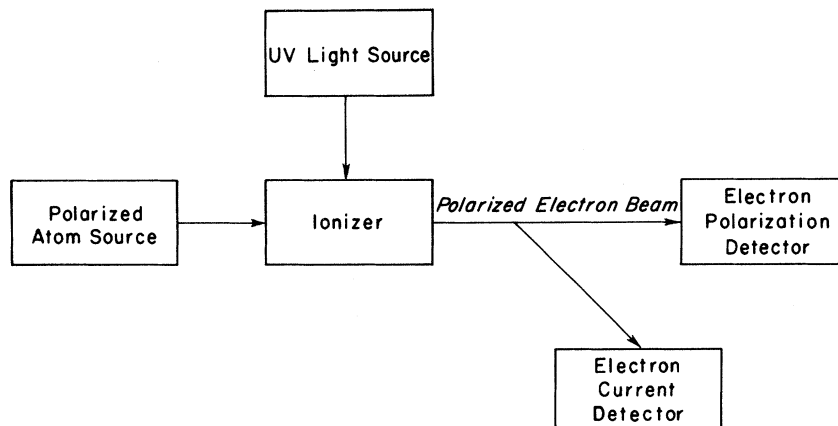 UV Light Source
Polarized
Atom Source
Ionizer
Polarized Electron Beam
Electron
Polarization
Detector
Electron
Current
Detector